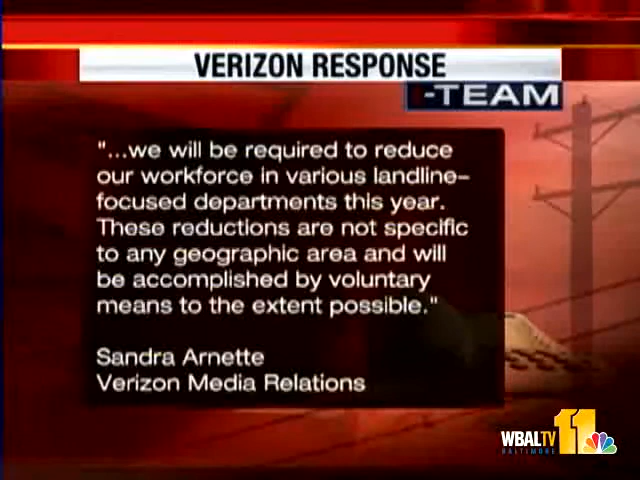 VERIZON RESPONSE
I-TEAM
"...we will be required to reduce
our workforce in various landline–
focused departments this year.
These reductions are not specific
to any geographic area and will
be accomplished by voluntary
means to the extent possible."
Sandra Arnette
Verizon Media Relations
WBALTV 11
BALTIMORE